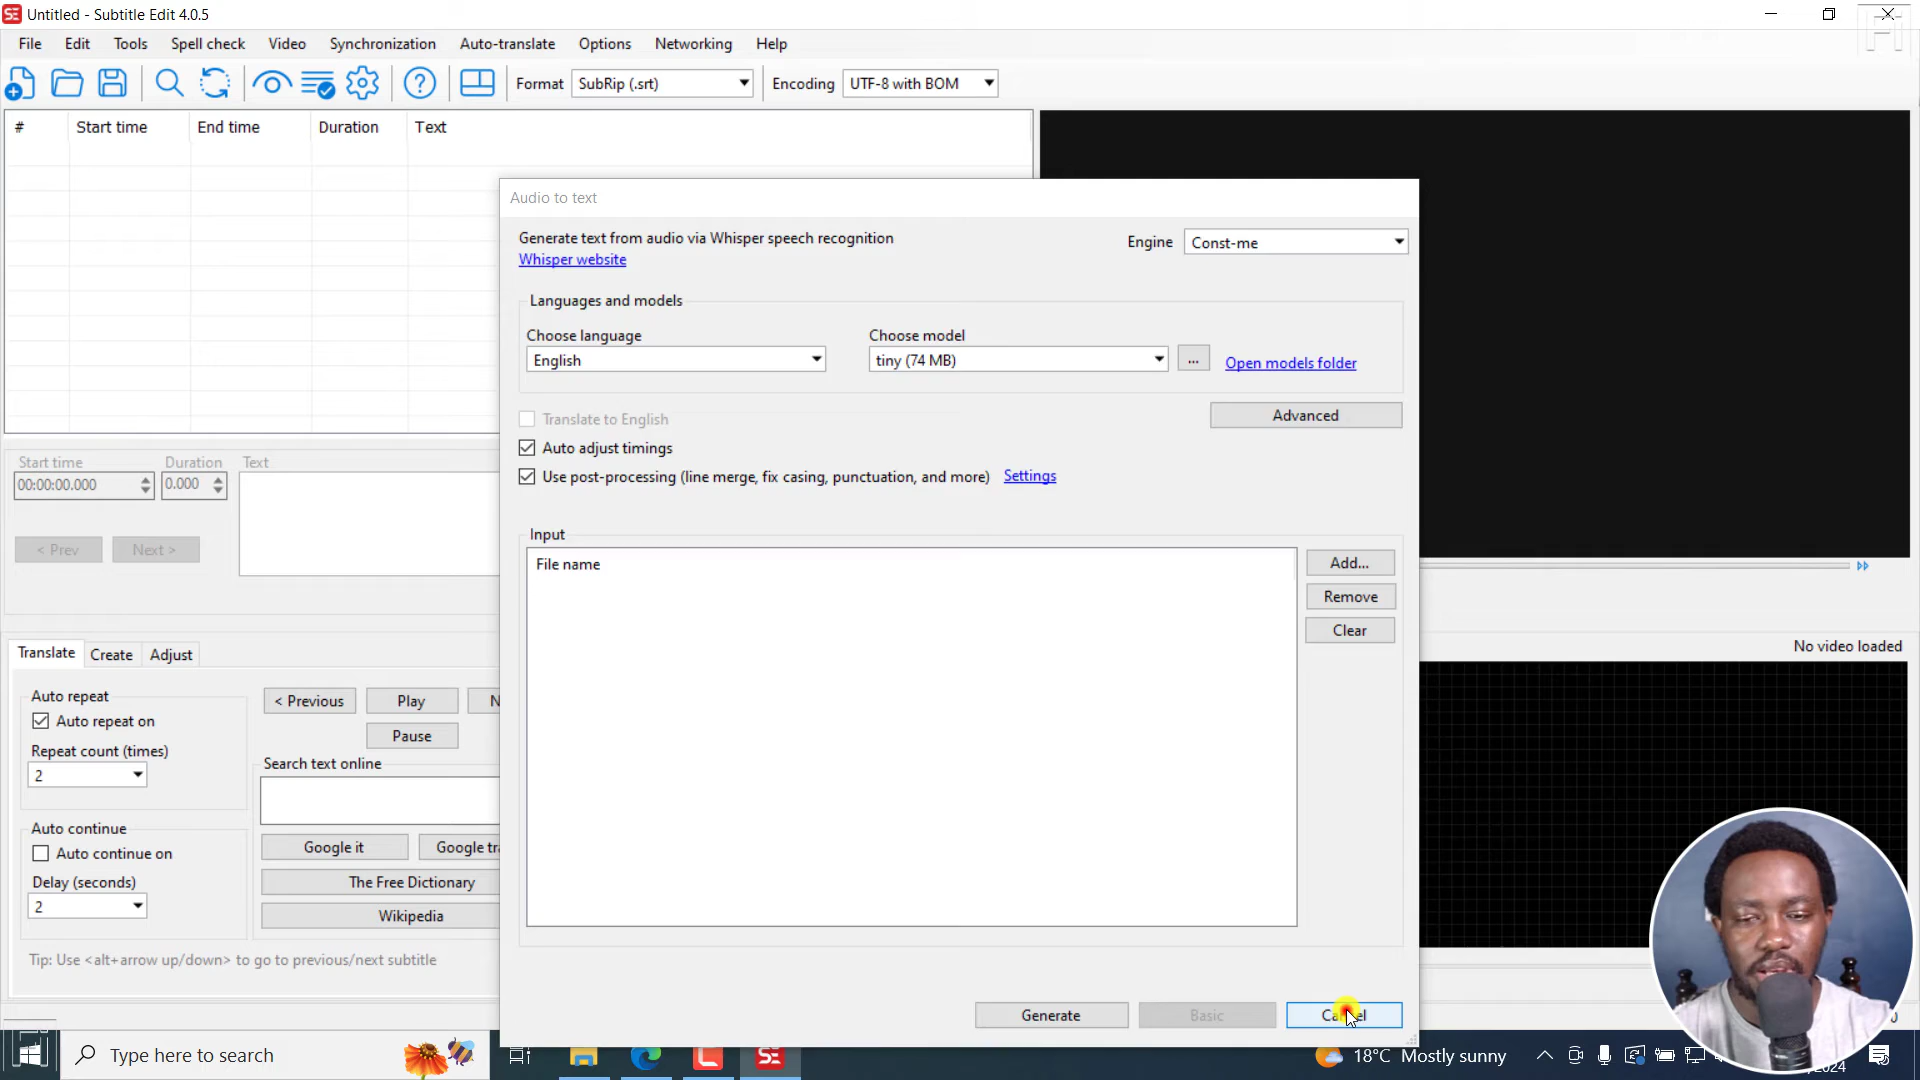 Untitled - Subtitle Edit 4.0.5
File Edit Tools Spell check Video Synchronization Auto-translate Options Networking Help
Format SubRip (.srt) Encoding UTF-8 with BOM
# Start time End time Duration Text
Audio to text
Generate text from audio via Whisper speech recognition
Engine Const-me
Whisper website
Languages and models
Choose language Choose model
English tiny (74 MB) ... Open models folder
Translate to English
Advanced
Auto adjust timings
Use post-processing (line merge, fix casing, punctuation, and more) Settings
Start time Duration Text
00:00:00.000 0.000
< Prev Next >
Input
File name
Add...
Remove
Clear
No video loaded
Translate Create Adjust
Auto repeat
Auto repeat on
Repeat count (times)
2
< Previous Play
Pause
Search text online
Auto continue
Auto continue on
Delay (seconds)
2
Google it Google
The Free Dictionary
Wikipedia
Tip: Use <alt+arrow up/down> to go to previous/next subtitle
Generate Basic
Type here to search
18°C Mostly sunny